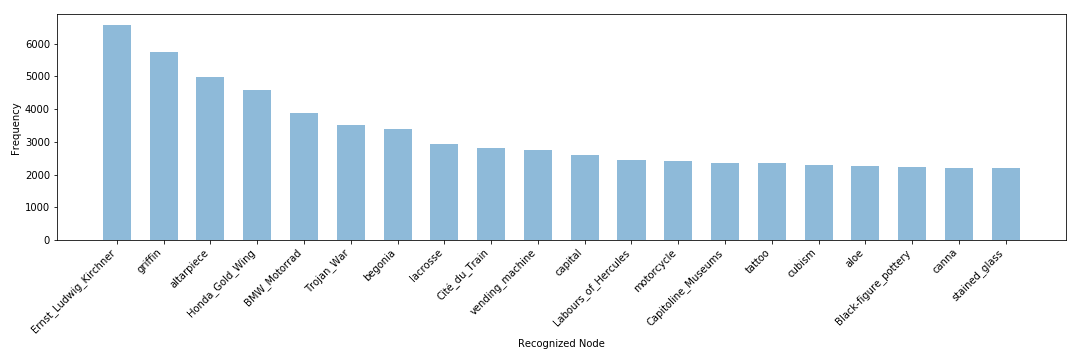 Frequency
6000
5000
4000
3000
2000
1000
0
Ernst_Ludwig_Kirchner
griffin
altarpiece
Honda_Gold_Wing
BMW_Motorrad
Trojan_War
begonia
lacrosse
Cité_du_Train
vending_machine
capital
Labours_of_Hercules
motorcycle
Capitoline_Museums
tattoo
cubism
aloe
Black-figure_pottery
canna
stained_glass
Recognized Node